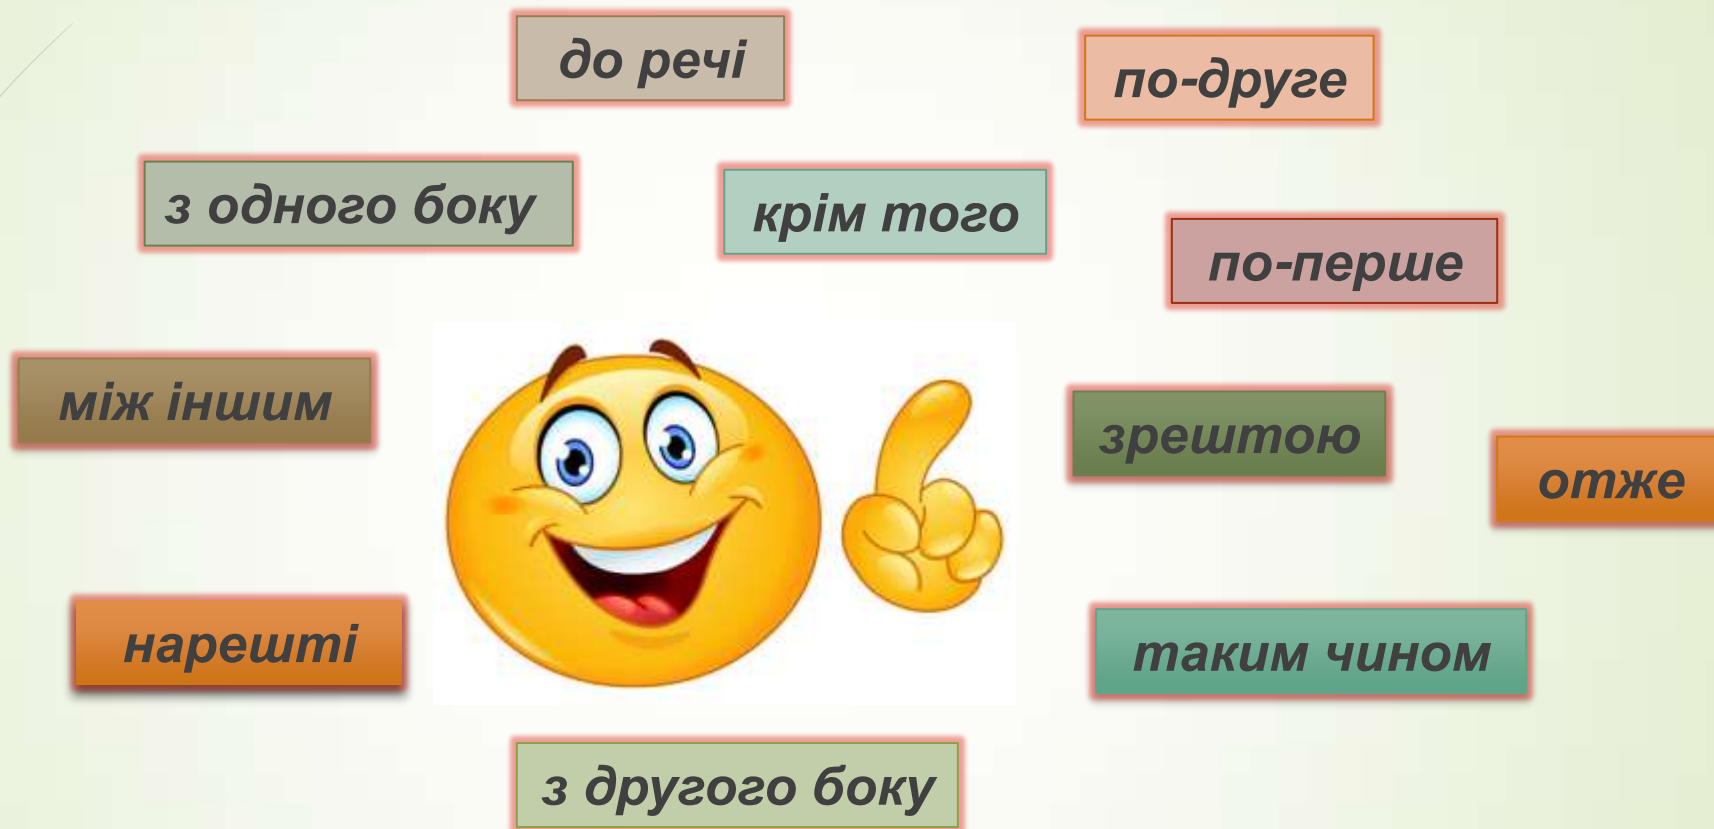 до речі
по-друге
з одного боку
крім того
по-перше
між іншим
зрештою
отже
нарешті
таким чином
з другого боку